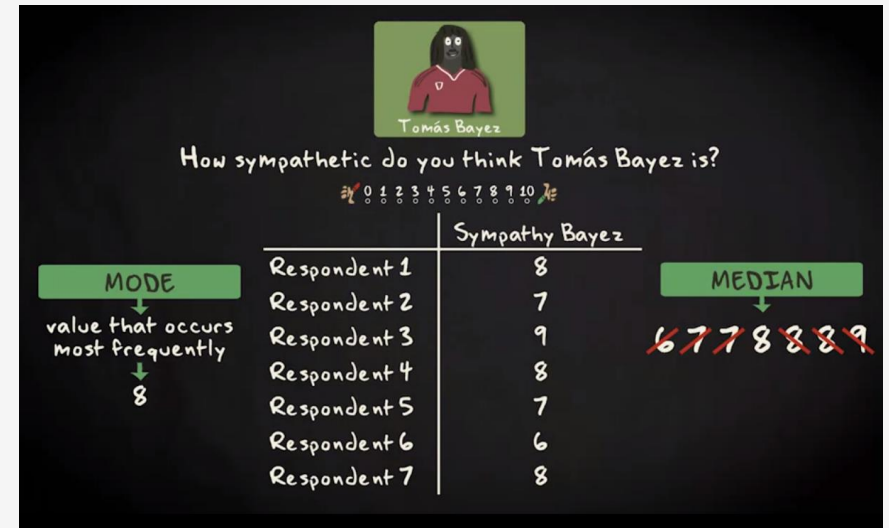 Tomás Bayez
How sympathetic do you think Tomás Bayez is?
0 1 2 3 4 5 6 7 8 9 10
Sympathy Bayez
Respondent 1 8
Respondent 2 7
Respondent 3 9
Respondent 4 8
Respondent 5 7
Respondent 6 6
Respondent 7 8
MODE
value that occurs
most frequently
8
MEDIAN
6 7 7 8 8 8 9